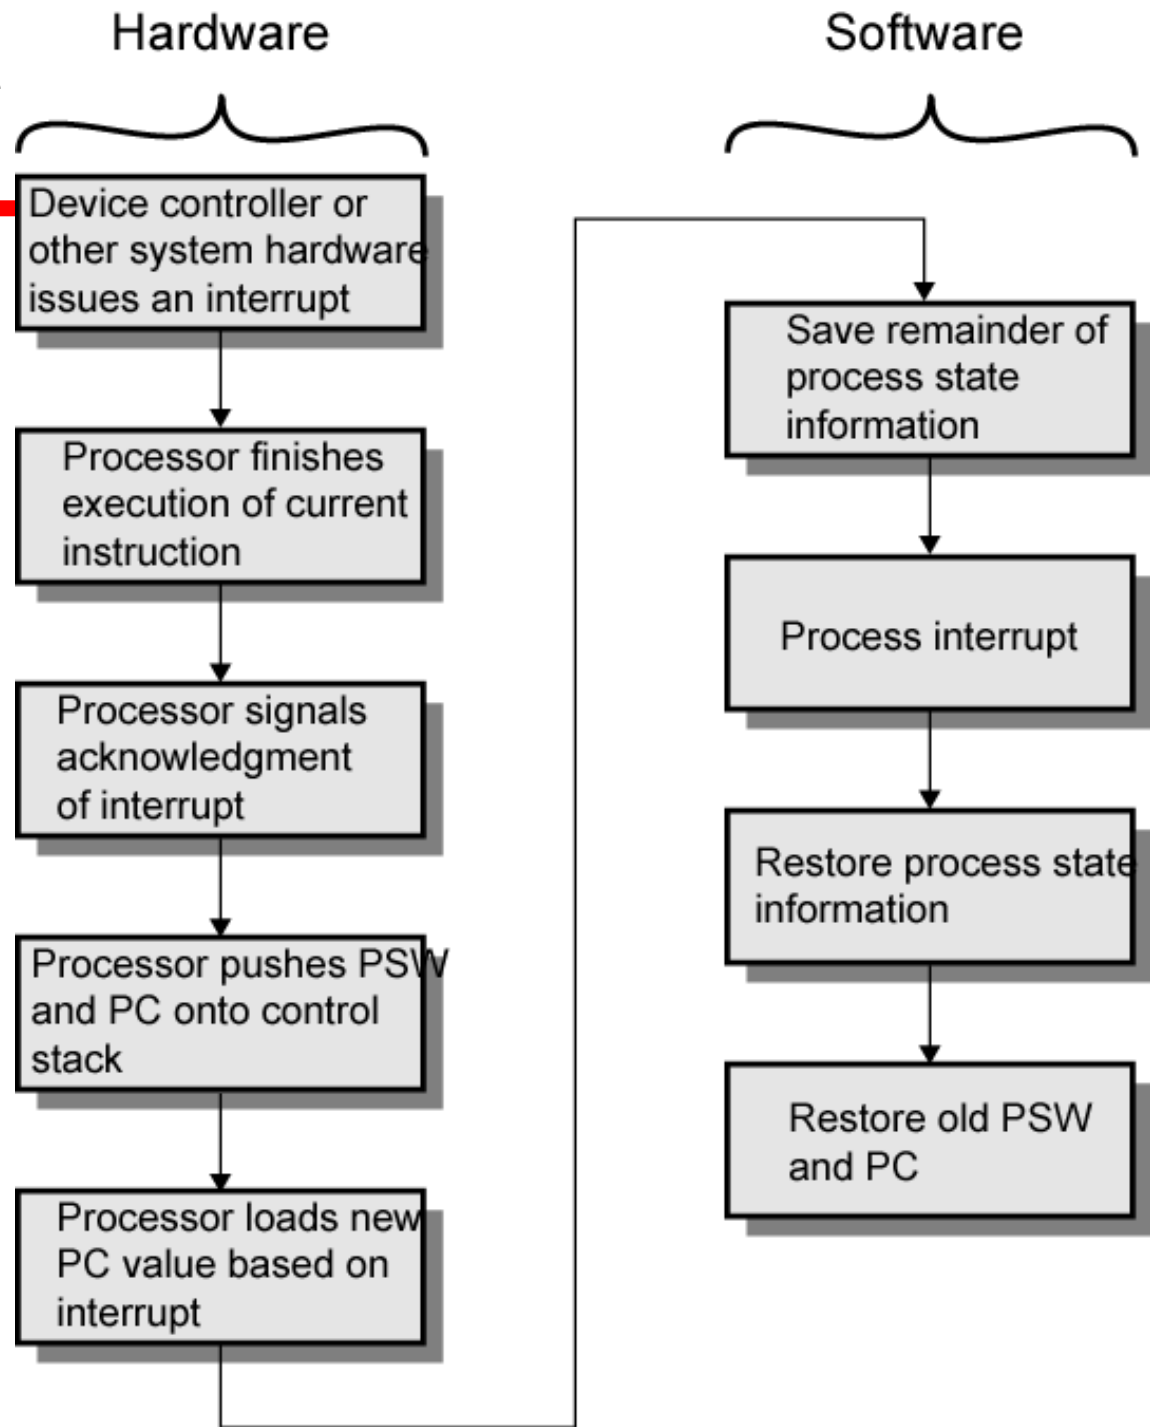 Hardware
Device controller or
other system hardware
issues an interrupt
Processor finishes
execution of current
instruction
Processor signals
acknowledgment
of interrupt
Processor pushes PSW
and PC onto control
stack
Processor loads new
PC value based on
interrupt
Software
Save remainder of
process state
information
Process interrupt
Restore process state
information
Restore old PSW
and PC